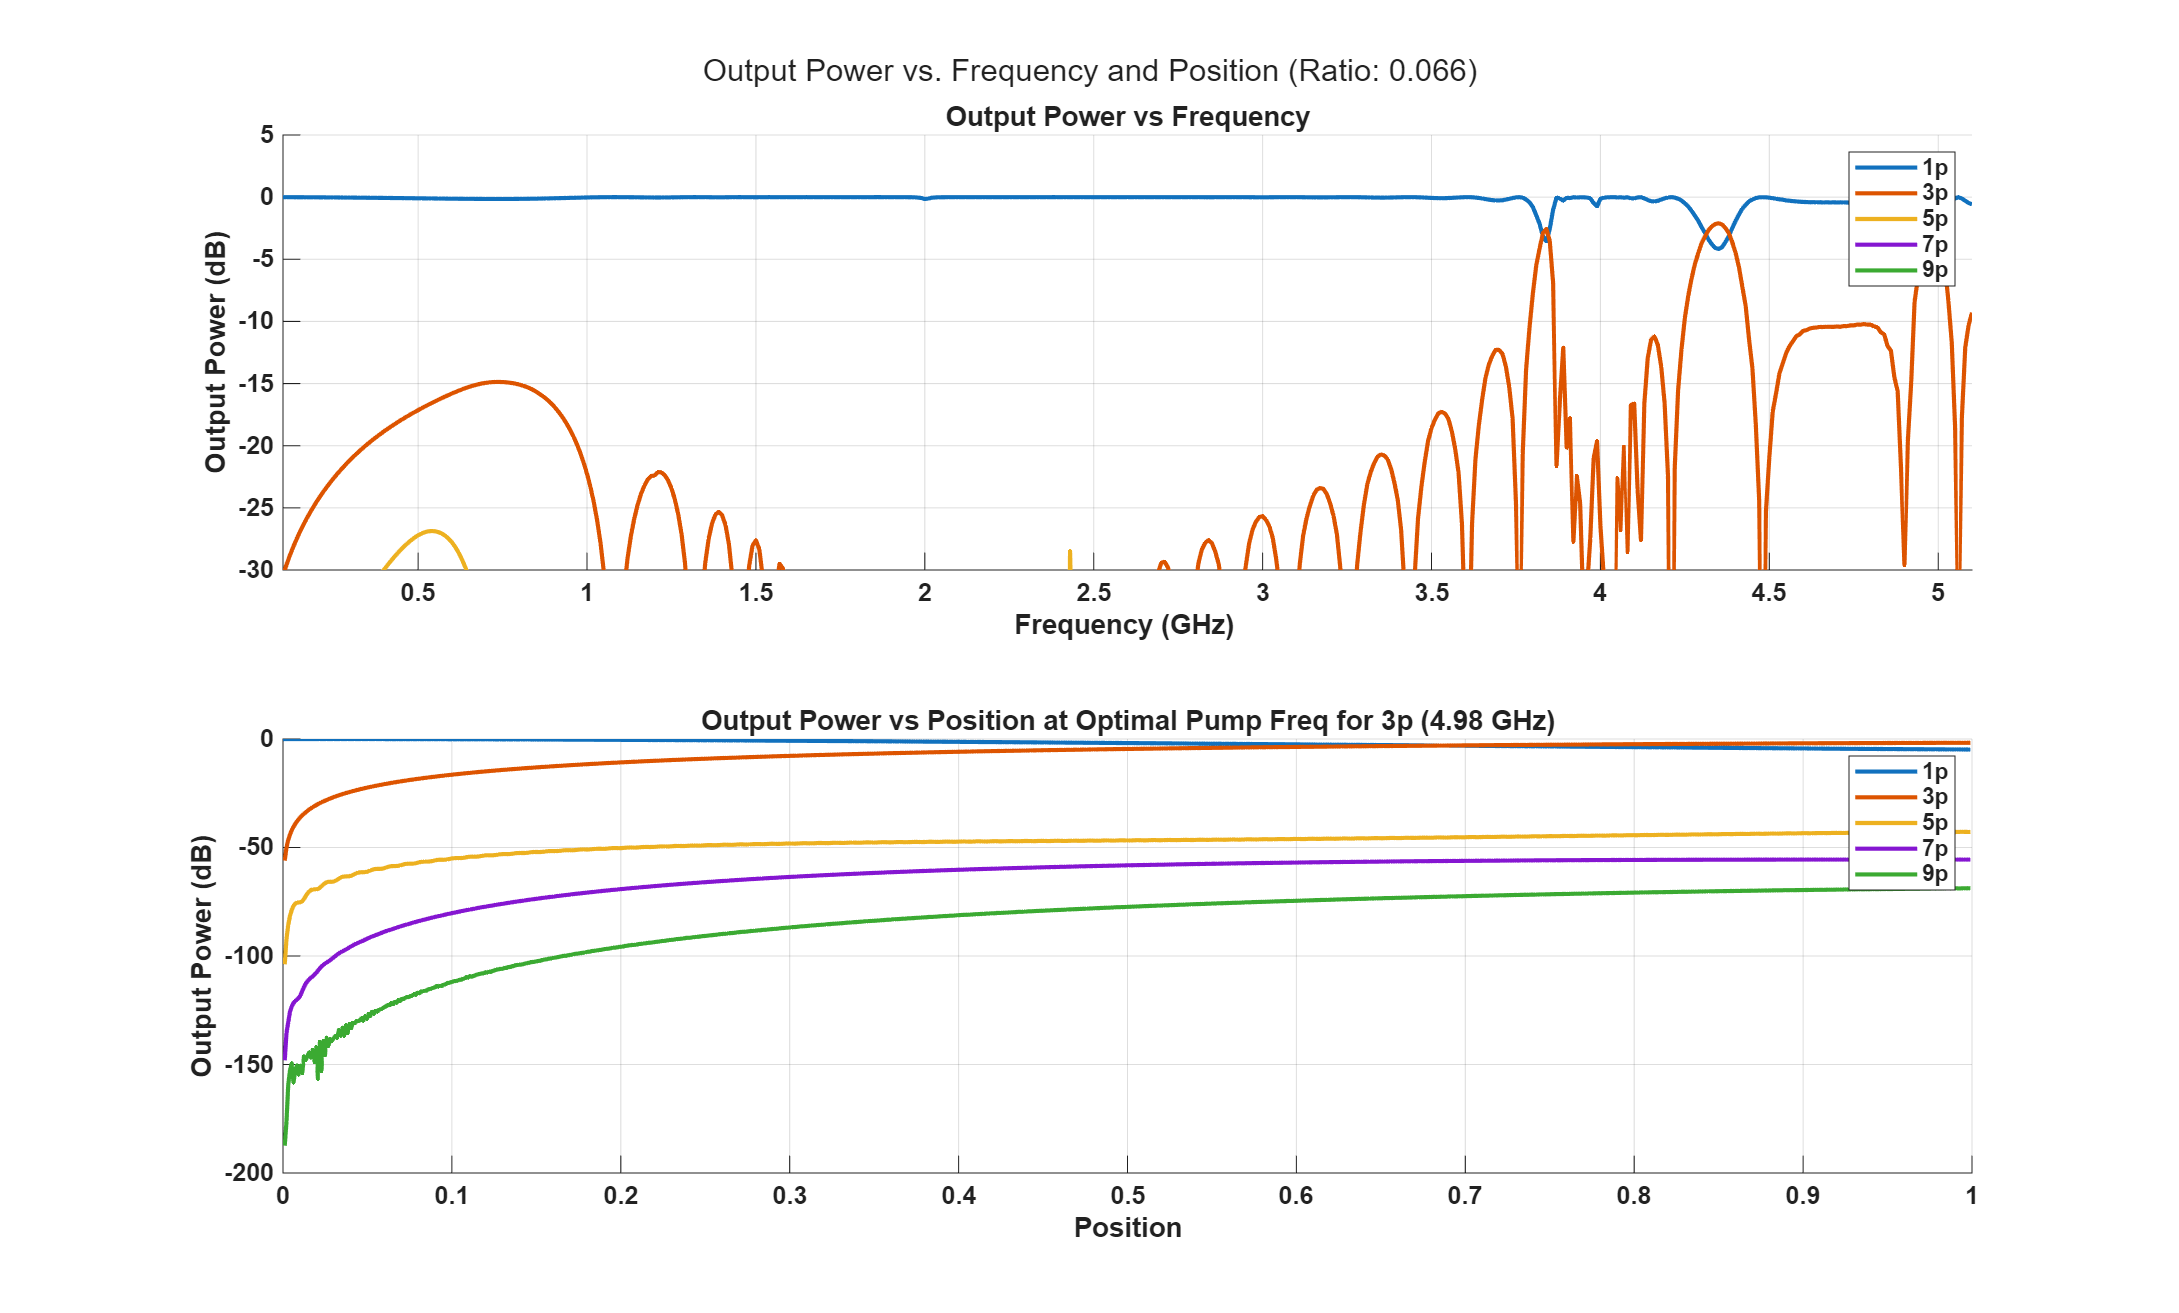 Output Power vs. Frequency and Position (Ratio: 0.066)
Output Power vs Frequency
Output Power (dB)
5
0
-5
-10
-15
-20
-25
-30
0.5
1
1.5
2
2.5
3
3.5
4
4.5
5
Frequency (GHz)
1p
3p
5p
7p
9p
Output Power vs Position at Optimal Pump Freq for 3p (4.98 GHz)
Output Power (dB)
0
-50
-100
-150
-200
0
0.1
0.2
0.3
0.4
0.5
0.6
0.7
0.8
0.9
1
Position
1p
3p
5p
7p
9p